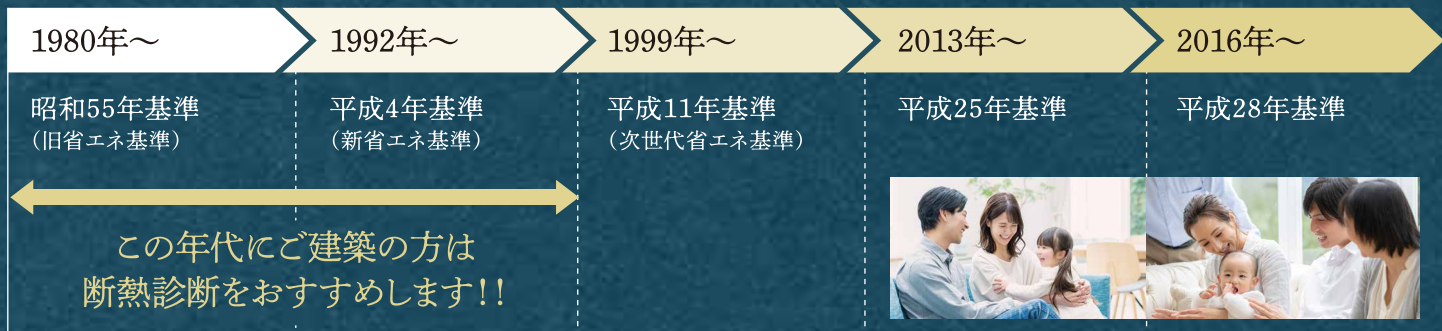 1980年〜
1992年〜
1999年〜
2013年〜
2016年〜
昭和55年基準
（旧省エネ基準）
平成4年基準
（新省エネ基準）
平成11年基準
（次世代省エネ基準）
平成25年基準
平成28年基準
この年代にご建築の方は
断熱診断をおすすめします！！